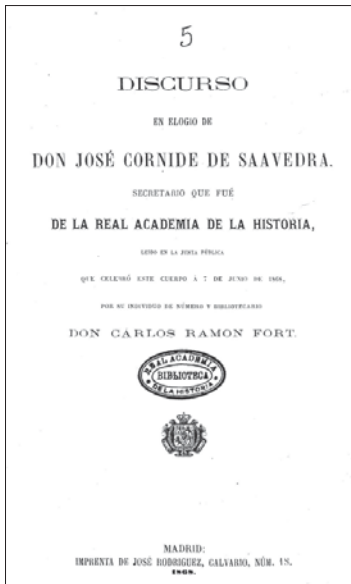 5
DISCURSO
EN ELOGIO DE
DON JOSÉ CORNIDE DE SAAVEDRA.
SECRETARIO QUE FUÉ
DE LA REAL ACADEMIA DE LA HISTORIA,
LEIDO EN LA JUNTA PÚBLICA
QUE CELEBRÓ ESTE CUERPO Á 7 DE JUNIO DE 1868,
POR SU INDIVIDUO DE NÚMERO Y BIBLIOTECARIO
DON CARLOS RAMON FORT.
REAL ACADEMIA
BIBLIOTECA
DE LA HISTORIA
MADRID:
IMPRENTA DE JOSÉ RODRIGUEZ, CALVARIO, NÚM. 18.
1868.